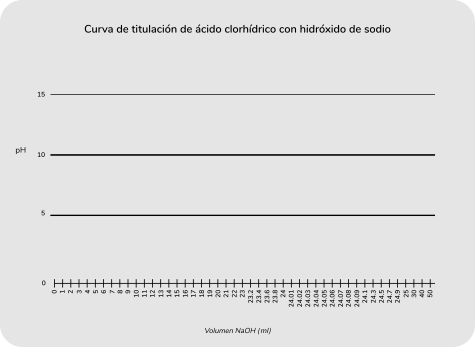 Curva de titulación de ácido clorhídrico con hidróxido de sodio
15
pH
10
5
0
0 1 2 3 4 5 6 7 8 9 10 11 12 13 14 15 16 17 18 19 20 21 22 23 23.2 23.4 23.6 23.8 24 24.01 24.02 24.03 24.04 24.05 24.06 24.07 24.08 24.09 24.1 24.3 24.5 24.7 24.9 25 30 40 50
Volumen NaOH (ml)